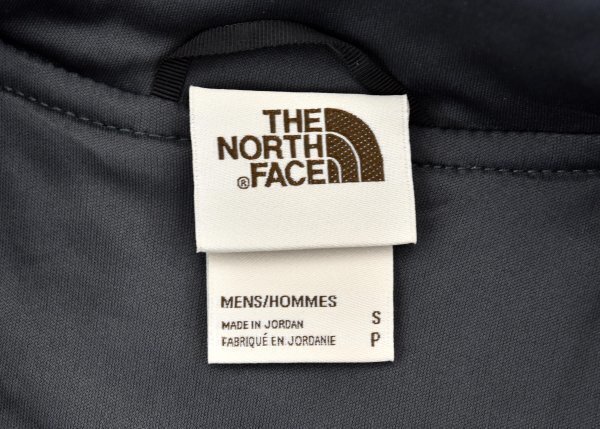 THE
NORTH
® FACE
MENS/HOMMES S
MADE IN JORDAN
FABRIQUÉ EN JORDANIE P